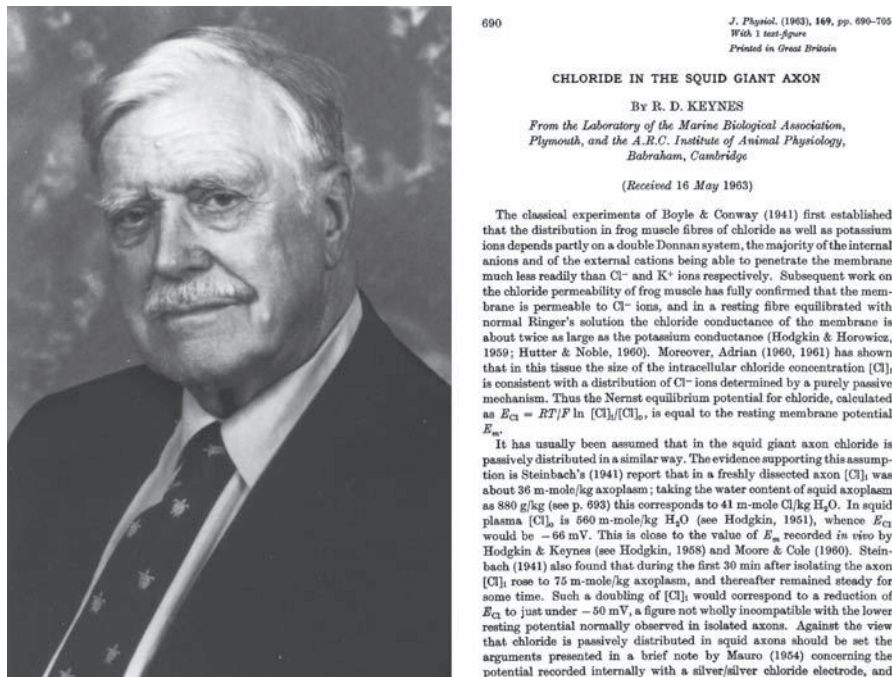 690
J. Physiol. (1963), 169, pp. 690-705
With 1 text-figure
Printed in Great Britain
CHLORIDE IN THE SQUID GIANT AXON
By R. D. KEYNES
From the Laboratory of the Marine Biological Association,
Plymouth, and the A.R.C. Institute of Animal Physiology,
Babraham, Cambridge
(Received 16 May 1963)
The classical experiments of Boyle & Conway (1941) first established
that the distribution in frog muscle fibres of chloride as well as potassium
ions depends partly on a double Donnan system, the majority of the internal
anions and of the external cations being able to penetrate the membrane
much less readily than Cl⁻ and K⁺ ions respectively. Subsequent work on
the chloride permeability of frog muscle has fully confirmed that the mem-
brane is permeable to Cl⁻ ions, and in a resting fibre equilibrated with
normal Ringer's solution the chloride conductance of the membrane is
about twice as large as the potassium conductance (Hodgkin & Horowicz,
1959; Hutter & Noble, 1960). Moreover, Adrian (1960, 1961) has shown
that in this tissue the size of the intracellular chloride concentration [Cl]ᵢ
is consistent with a distribution of Cl⁻ ions determined by a purely passive
mechanism. Thus the Nernst equilibrium potential for chloride, calculated
as E_Cl = RT/F ln [Cl]ᵢ/[Cl]ₒ, is equal to the resting membrane potential
Eₘ.
It has usually been assumed that in the squid giant axon chloride is
passively distributed in a similar way. The evidence supporting this assump-
tion is Steinbach's (1941) report that in a freshly dissected axon [Cl]ᵢ was
about 36 m-mole/kg axoplasm; taking the water content of squid axoplasm
as 880 g/kg (see p. 693) this corresponds to 41 m-mole Cl/kg H₂O. In squid
plasma [Cl]ₒ is 560 m-mole/kg H₂O (see Hodgkin, 1951), whence E_Cl
would be −66 mV. This is close to the value of Eₘ recorded in vivo by
Hodgkin & Keynes (see Hodgkin, 1958) and Moore & Cole (1960). Stein-
bach (1941) also found that during the first 30 min after isolating the axon
[Cl]ᵢ rose to 75 m-mole/kg axoplasm, and thereafter remained steady for
some time. Such a doubling of [Cl]ᵢ would correspond to a reduction of
E_Cl to just under −50 mV, a figure not wholly incompatible with the lower
resting potential normally observed in isolated axons. Against the view
that chloride is passively distributed in squid axons should be set the
arguments presented in a brief note by Mauro (1954) concerning the
potential recorded internally with a silver/silver chloride electrode, and